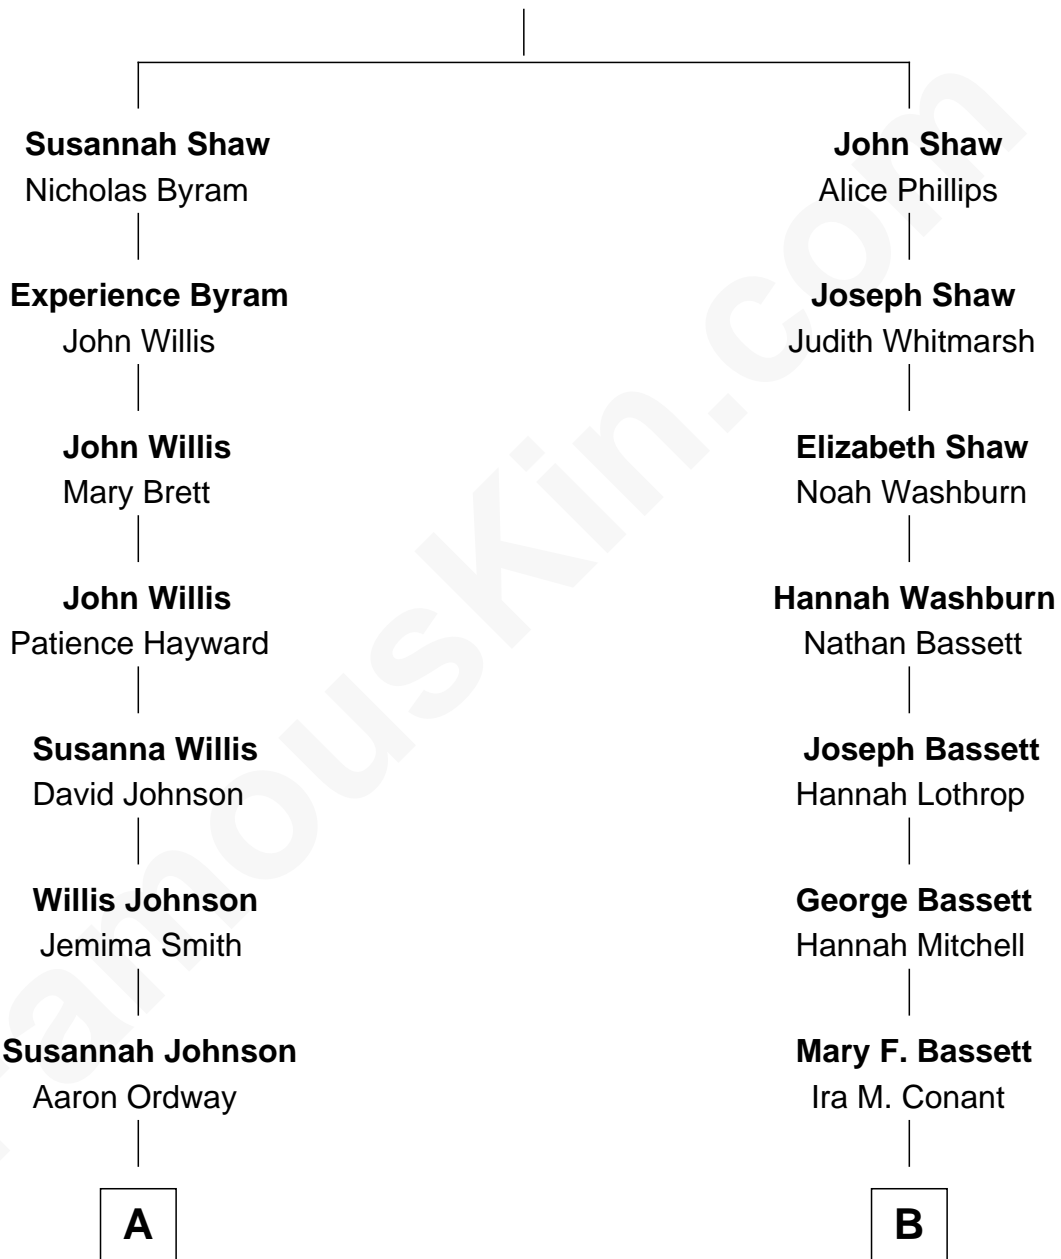 Susannah Shaw
Nicholas Byram
John Shaw
Alice Phillips
Experience Byram
John Willis
Joseph Shaw
Judith Whitmarsh
John Willis
Mary Brett
Elizabeth Shaw
Noah Washburn
John Willis
Patience Hayward
Hannah Washburn
Nathan Bassett
Susanna Willis
David Johnson
Joseph Bassett
Hannah Lothrop
Willis Johnson
Jemima Smith
George Bassett
Hannah Mitchell
Susannah Johnson
Aaron Ordway
Mary F. Bassett
Ira M. Conant
A
B
FamousKin.com